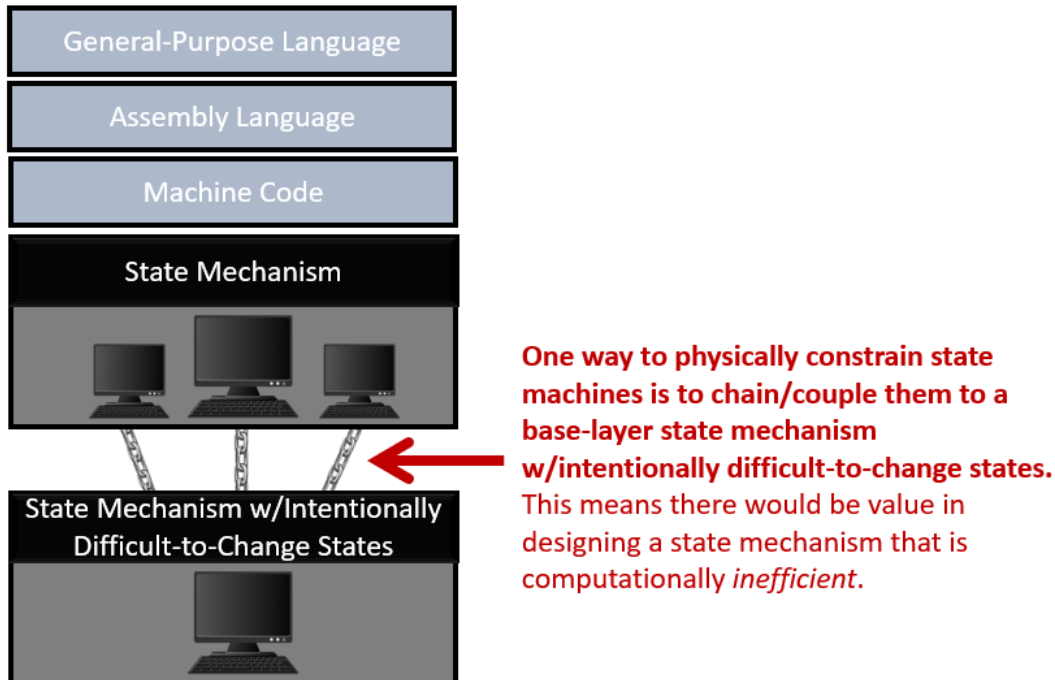 General-Purpose Language
Assembly Language
Machine Code
State Mechanism
One way to physically constrain state
machines is to chain/couple them to a
base-layer state mechanism
w/intentionally difficult-to-change states.
This means there would be value in
designing a state mechanism that is
computationally inefficient.
State Mechanism w/Intentionally
Difficult-to-Change States